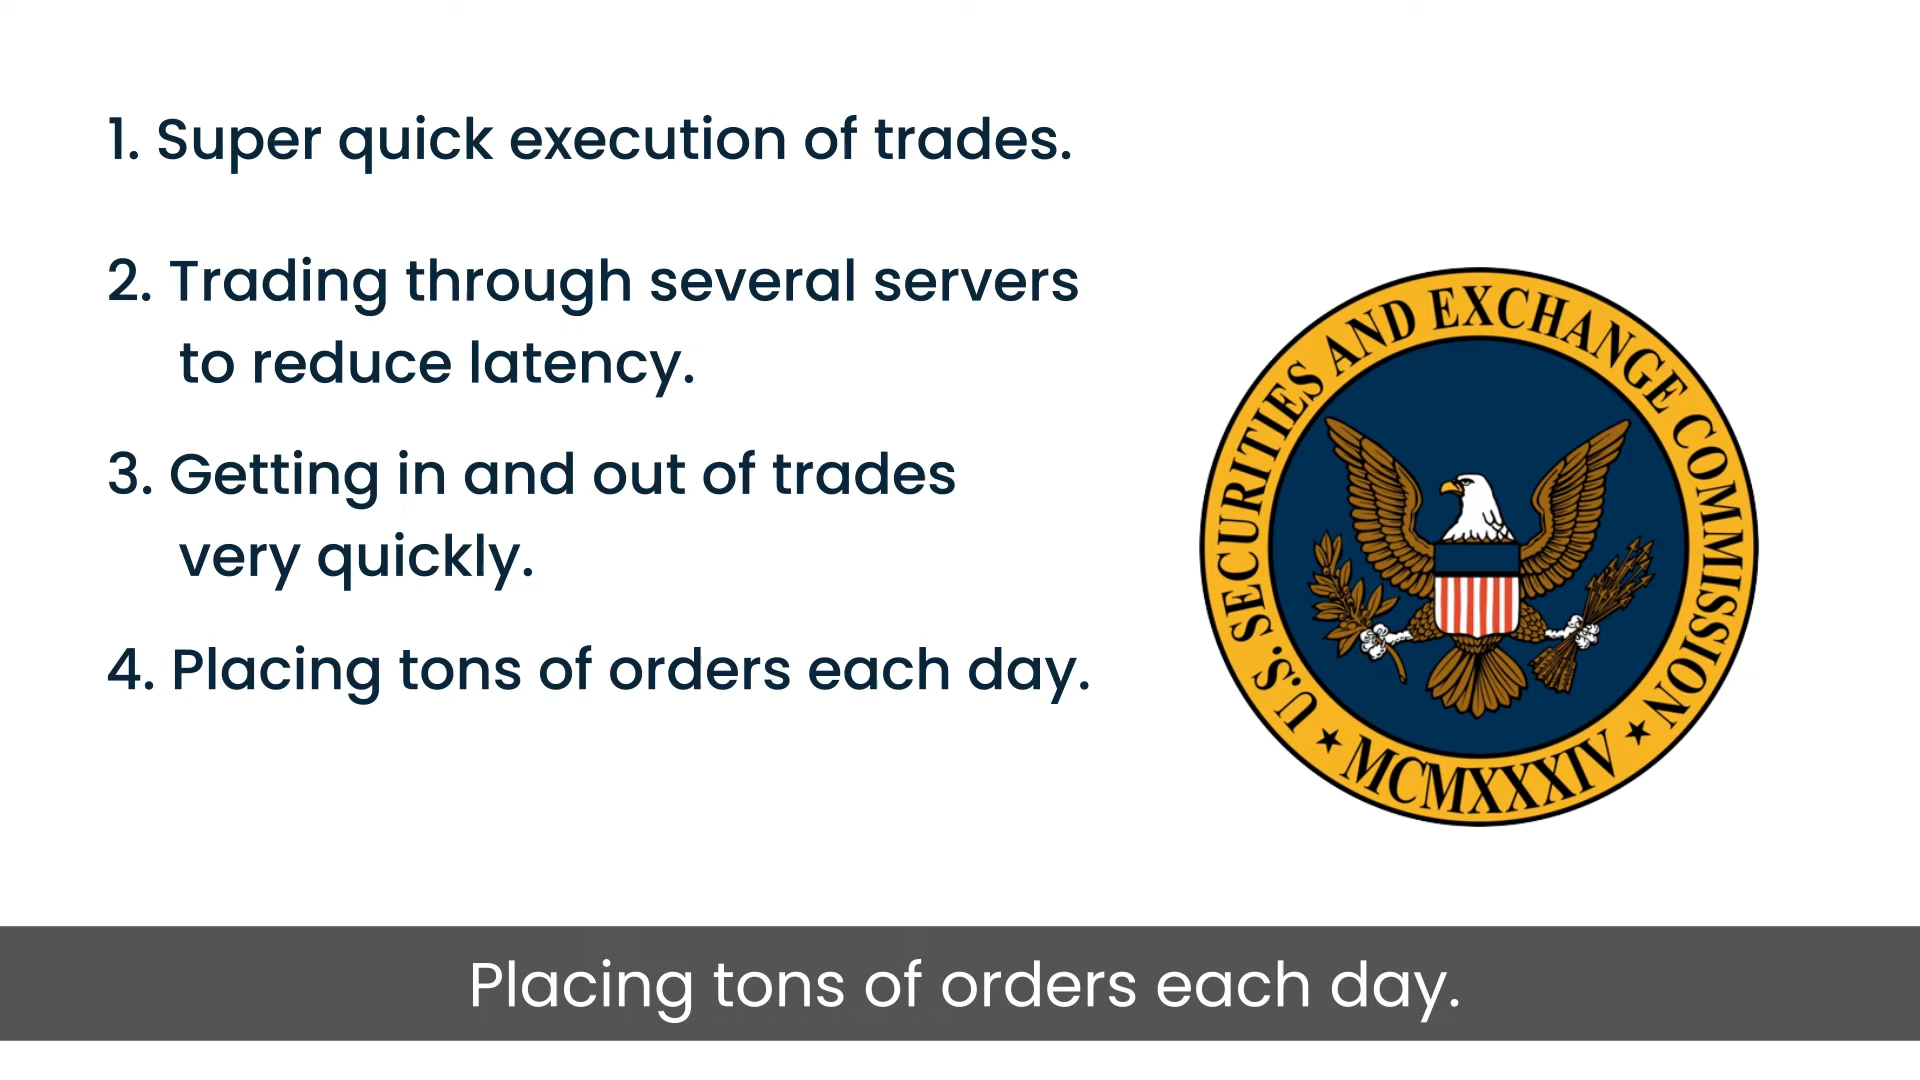 1. Super quick execution of trades.
2. Trading through several servers
to reduce latency.
3. Getting in and out of trades
very quickly.
4. Placing tons of orders each day.
U.S. SECURITIES AND EXCHANGE COMMISSION
MCMXXXIV
Placing tons of orders each day.